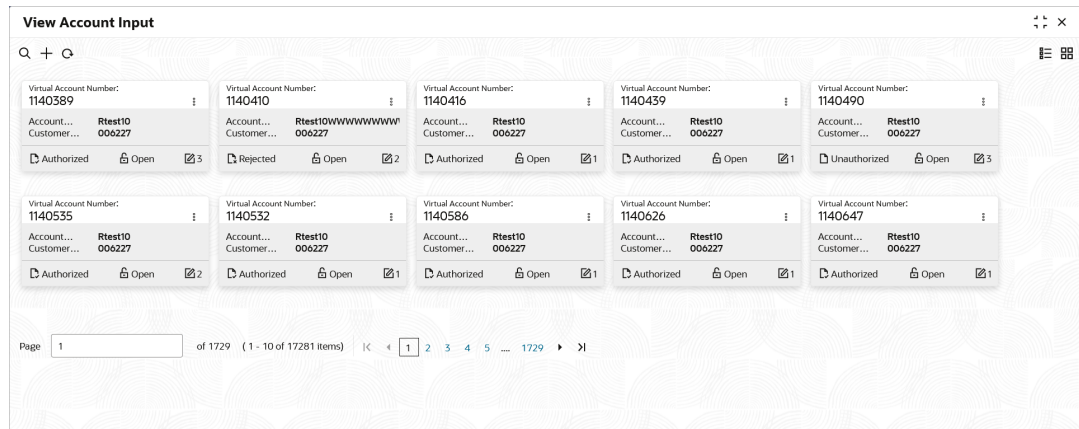 View Account Input
Virtual Account Number: Virtual Account Number: Virtual Account Number: Virtual Account Number: Virtual Account Number:
1140389 1140410 1140416 1140439 1140490
Account... Rtest10 Account... Rtest10WWWWWWWW Account... Rtest10 Account... Rtest10 Account... Rtest10
Customer... 006227 Customer... 006227 Customer... 006227 Customer... 006227 Customer... 006227
Authorized Open 3 Rejected Open 2 Authorized Open 1 Authorized Open 1 Unauthorized Open 3
Virtual Account Number: Virtual Account Number: Virtual Account Number: Virtual Account Number: Virtual Account Number:
1140535 1140532 1140586 1140626 1140647
Account... Rtest10 Account... Rtest10 Account... Rtest10 Account... Rtest10 Account... Rtest10
Customer... 006227 Customer... 006227 Customer... 006227 Customer... 006227 Customer... 006227
Authorized Open 2 Authorized Open 1 Authorized Open 1 Authorized Open 1 Authorized Open 1
Page 1 of 1729 ( 1 - 10 of 17281 items) 1 2 3 4 5 .... 1729